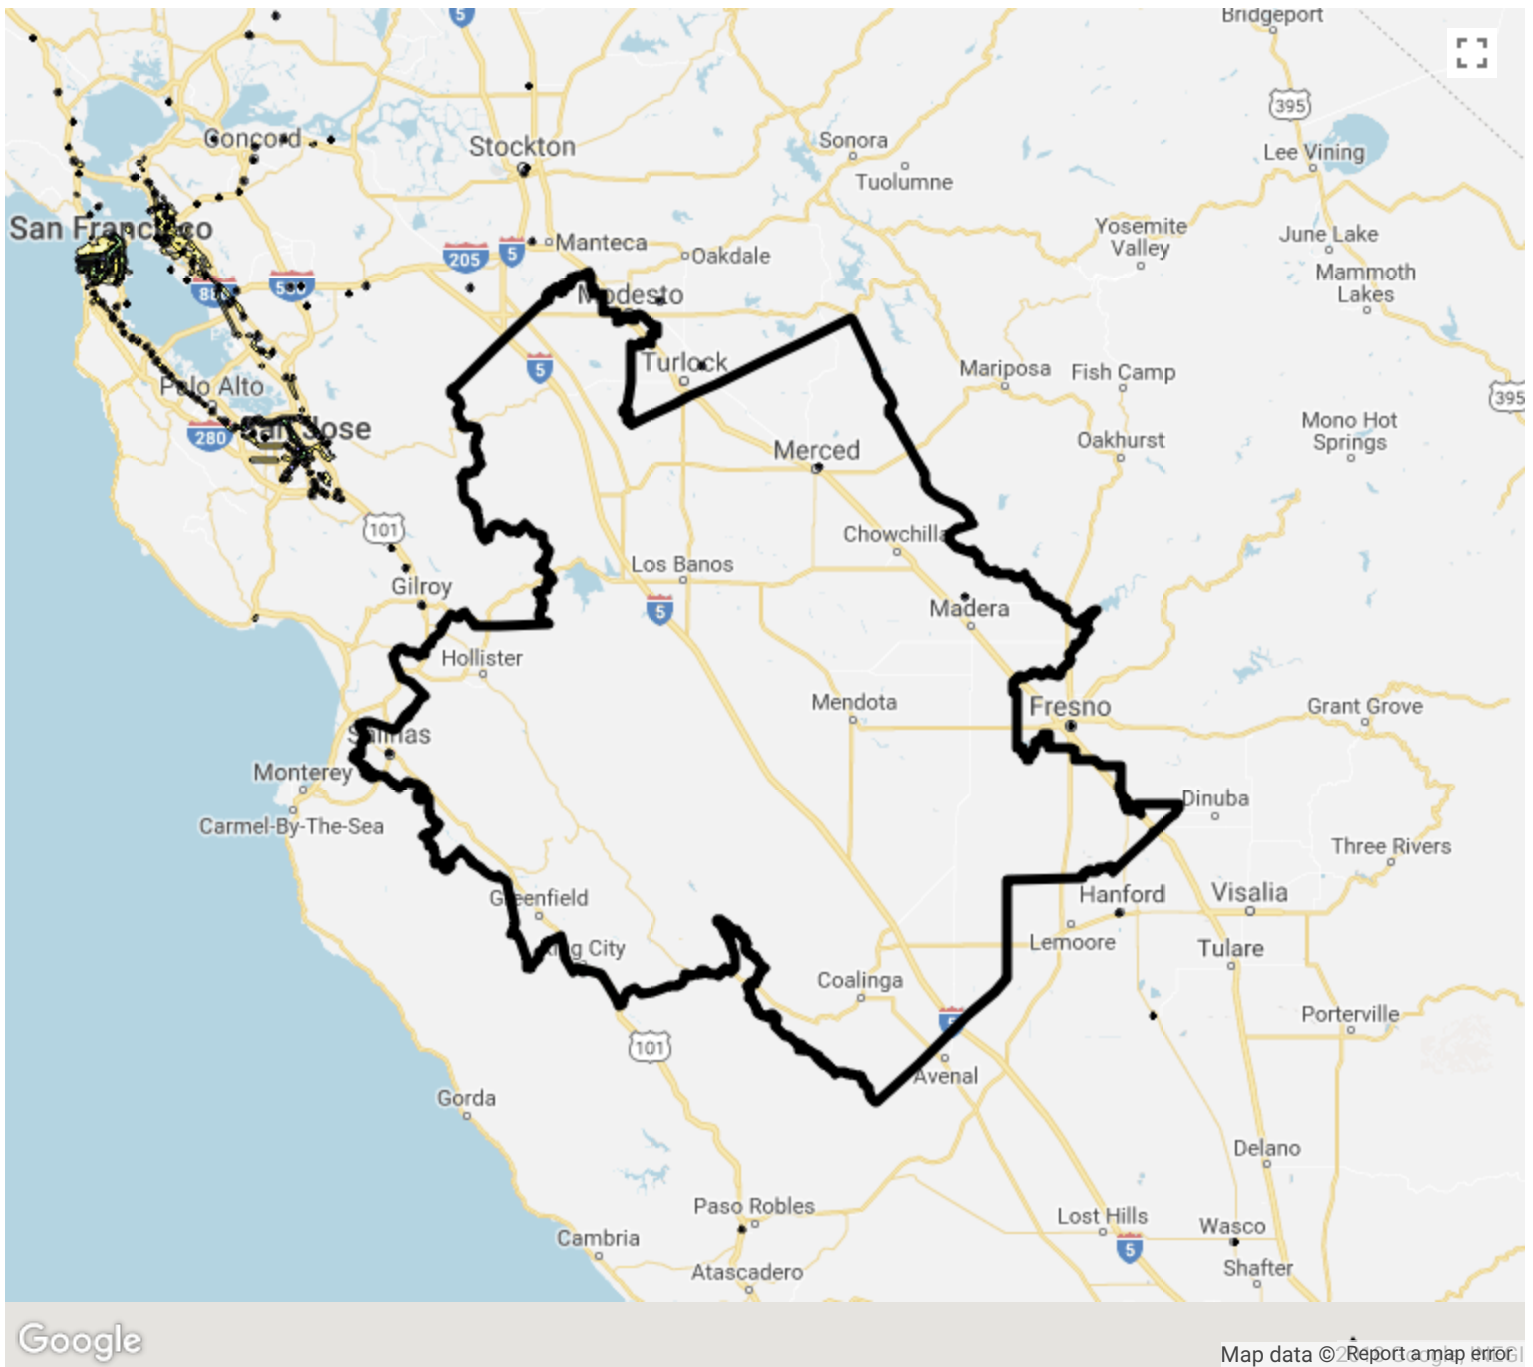 Bridgeport
5
395
Concord
Stockton
Sonora
Lee Vining
Tuolumne
San Francisco
Yosemite
Valley
June Lake
205
5
Manteca
Oakdale
Mammoth
Lakes
880
580
Modesto
5
Turlock
Mariposa
Fish Camp
Palo Alto
395
280
San Jose
Mono Hot
Springs
Oakhurst
Merced
101
Chowchilla
Gilroy
Los Banos
5
Madera
Hollister
Mendota
Fresno
Grant Grove
Salinas
Monterey
Dinuba
Carmel-By-The-Sea
Three Rivers
Greenfield
Hanford
Visalia
King City
Lemoore
Tulare
Coalinga
5
Porterville
101
Avenal
Gorda
Delano
Paso Robles
Lost Hills
Wasco
Cambria
5
Atascadero
Shafter
Google
Map data © Google, INEGI
Report a map error